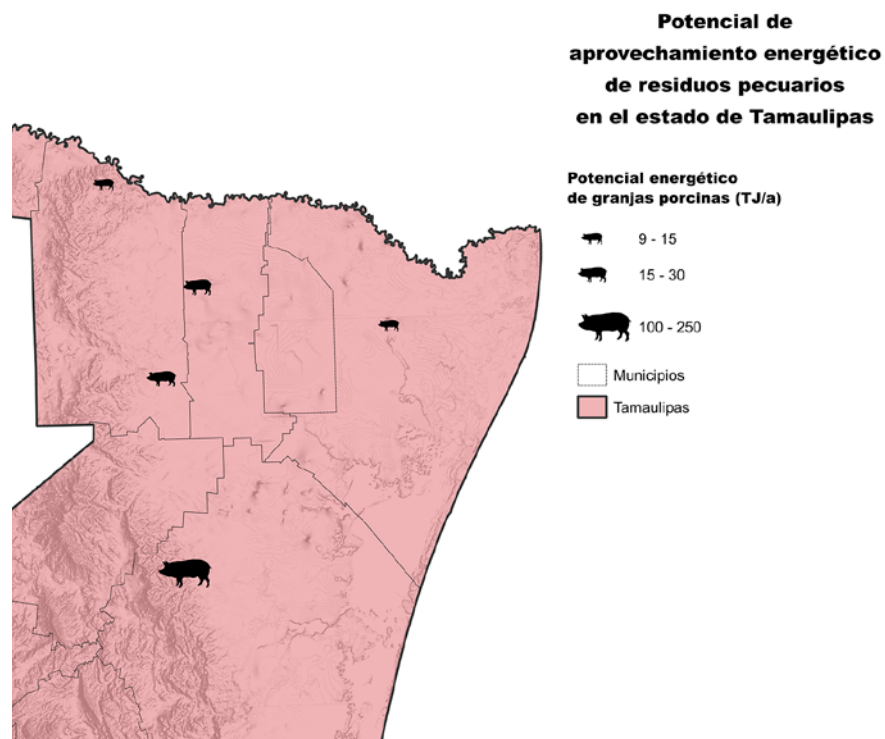 Potencial de
aprovechamiento energético
de residuos pecuarios
en el estado de Tamaulipas
Potencial energético
de granjas porcinas (TJ/a)
9 - 15
15 - 30
100 - 250
Municipios
Tamaulipas